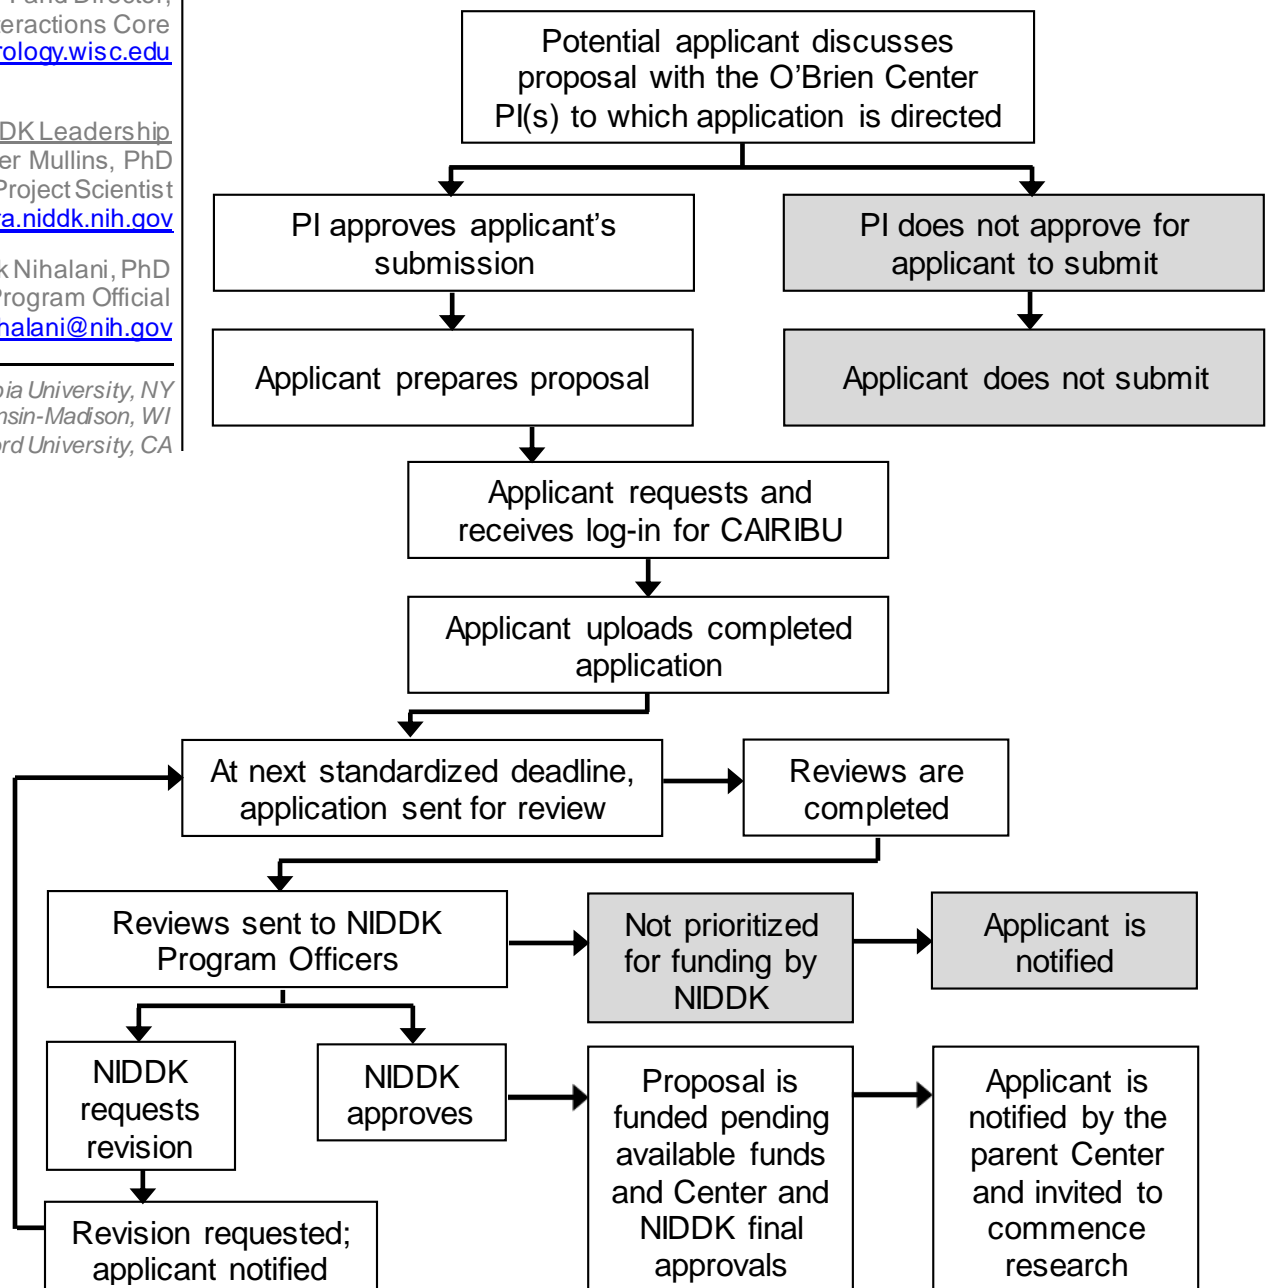 and Director,
eractions Core
rology.wisc.edu
DK Leadership
er Mullins, PhD
Project Scientist
ra.niddk.nih.gov
k Nihalani, PhD
Program Official
halani@nih.gov
bia University, NY
nsin-Madison, WI
ord University, CA
Potential applicant discusses
proposal with the O’Brien Center
PI(s) to which application is directed
PI approves applicant’s
submission
PI does not approve for
applicant to submit
Applicant prepares proposal
Applicant does not submit
Applicant requests and
receives log-in for CAIRIBU
Applicant uploads completed
application
At next standardized deadline,
application sent for review
Reviews are
completed
Reviews sent to NIDDK
Program Officers
Not prioritized
for funding by
NIDDK
Applicant is
notified
NIDDK
requests
revision
NIDDK
approves
Proposal is
funded pending
available funds
and Center and
NIDDK final
approvals
Applicant is
notified by the
parent Center
and invited to
commence
research
Revision requested;
applicant notified